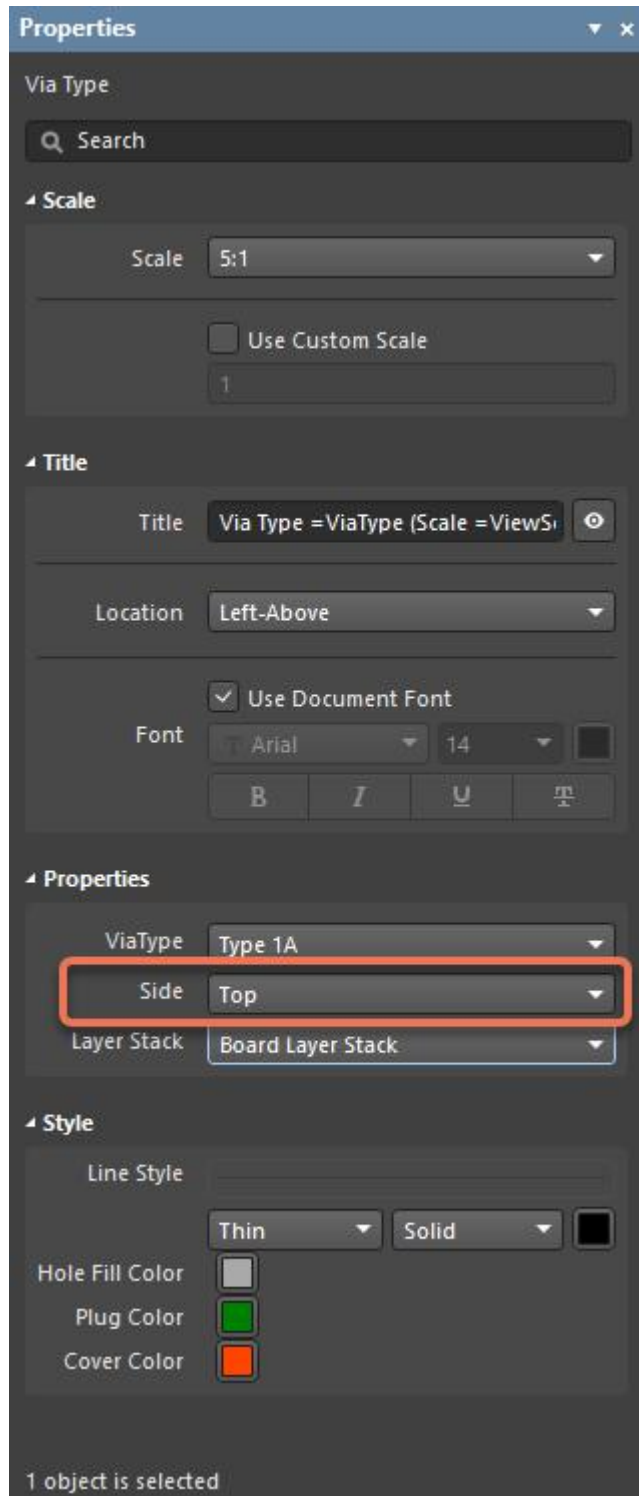 Properties
Via Type
Search
Scale
Scale 5:1
Use Custom Scale
1
Title
Title Via Type =ViaType (Scale =ViewS
Location Left-Above
Use Document Font
Font T Arial 14
B I U T
Properties
ViaType Type 1A
Side Top
Layer Stack Board Layer Stack
Style
Line Style
Thin Solid
Hole Fill Color
Plug Color
Cover Color
1 object is selected